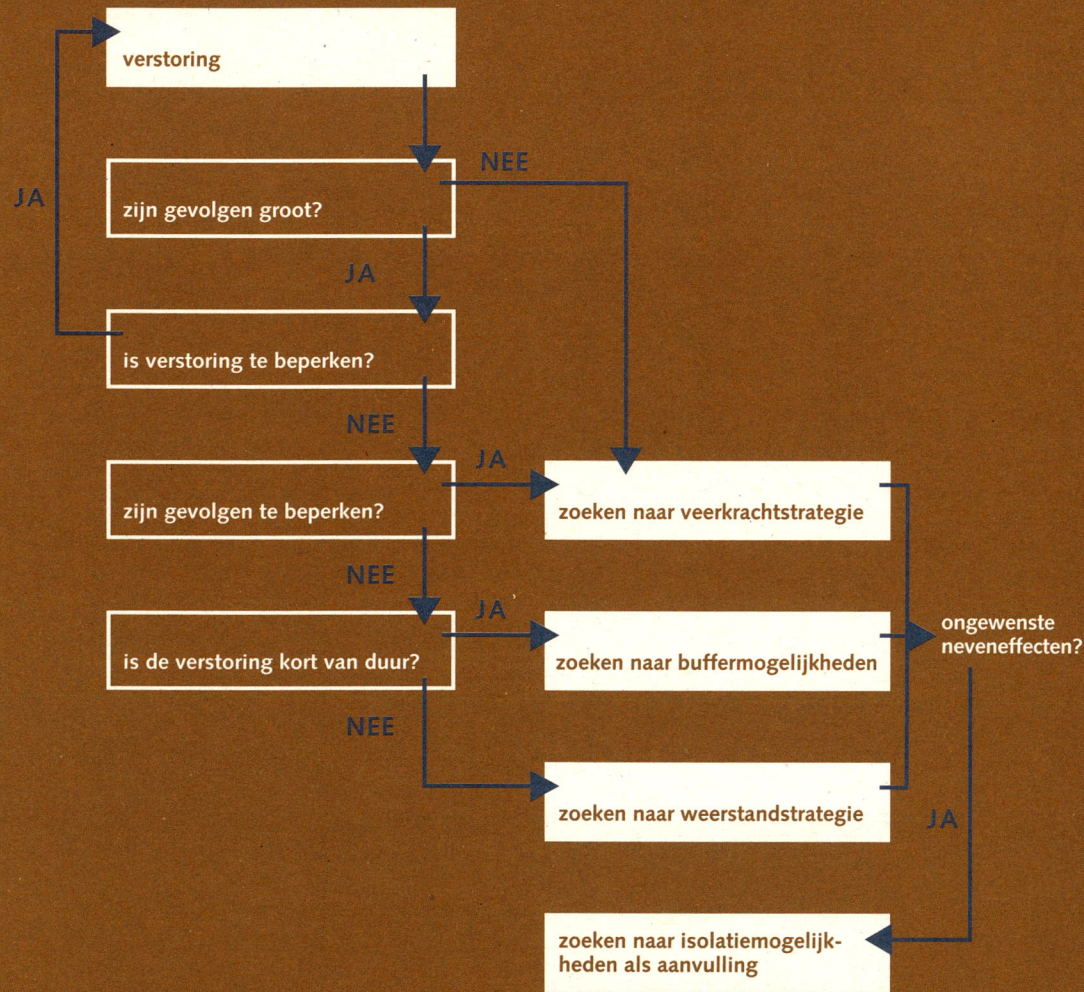 verstoring
NEE
JA
zijn gevolgen groot?
JA
is verstoring te beperken?
NEE
JA
zijn gevolgen te beperken?
zoeken naar veerkrachtstrategie
NEE
JA
is de verstoring kort van duur?
zoeken naar buffermogelijkheden
ongewenste
neveneffecten?
NEE
zoeken naar weerstandstrategie
JA
zoeken naar isolatiemogelijk-
heden als aanvulling